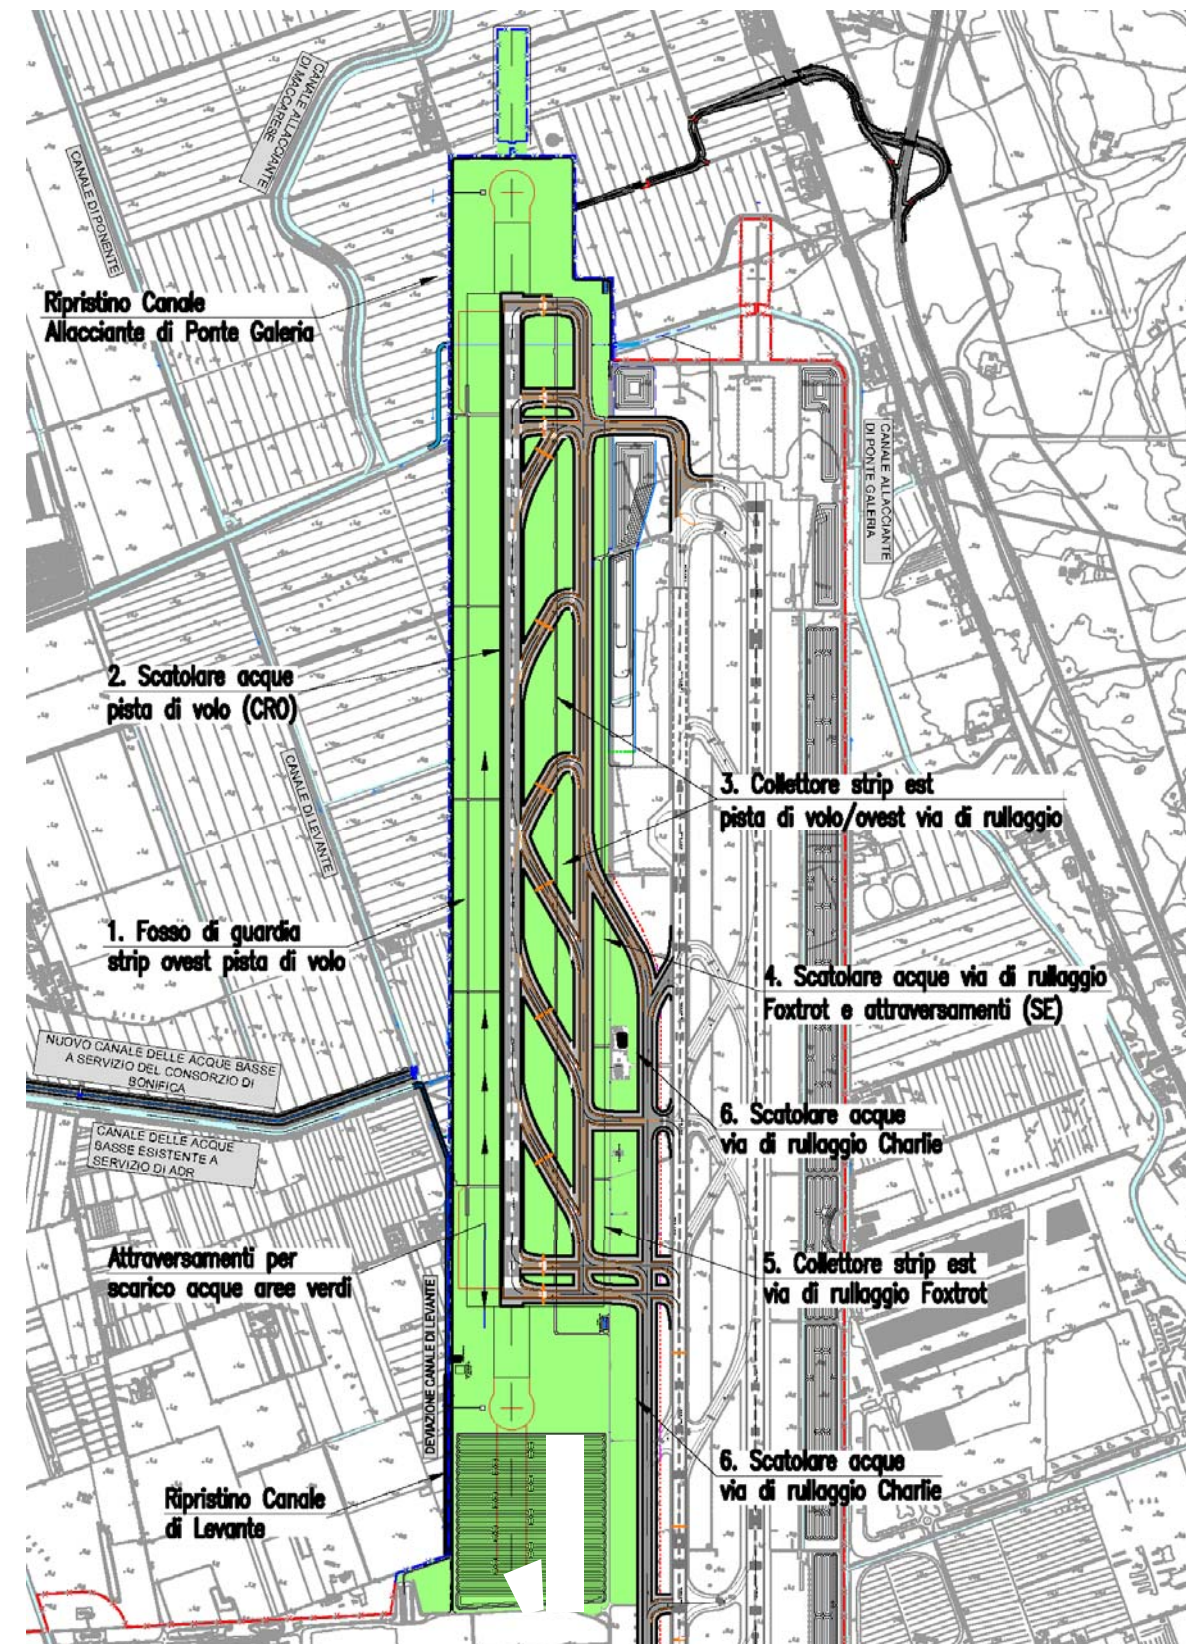 CANALE ALLACCIANTE
DI MACCARESE
CANALE DI PONENTE
Ripristino Canale
Allacciante di Ponte Galeria
CANALE ALLACCIANTE
DI PONTE GALERIA
2. Scatolare acque
pista di volo (CRO)
CANALE DI LEVANTE
3. Collettore strip est
pista di volo/ovest via di rullaggio
1. Fosso di guardia
strip ovest pista di volo
4. Scatolare acque via di rullaggio
Foxtrot e attraversamenti (SE)
NUOVO CANALE DELLE ACQUE BASSE
A SERVIZIO DEL CONSORZIO DI
BONIFICA
CANALE DELLE ACQUE
BASSE ESISTENTE A
SERVIZIO DI ADR
6. Scatolare acque
via di rullaggio Charlie
Attraversamenti per
scarico acque aree verdi
5. Collettore strip est
via di rullaggio Foxtrot
DEVIAZIONE CANALE DI LEVANTE
6. Scatolare acque
via di rullaggio Charlie
Ripristino Canale
di Levante